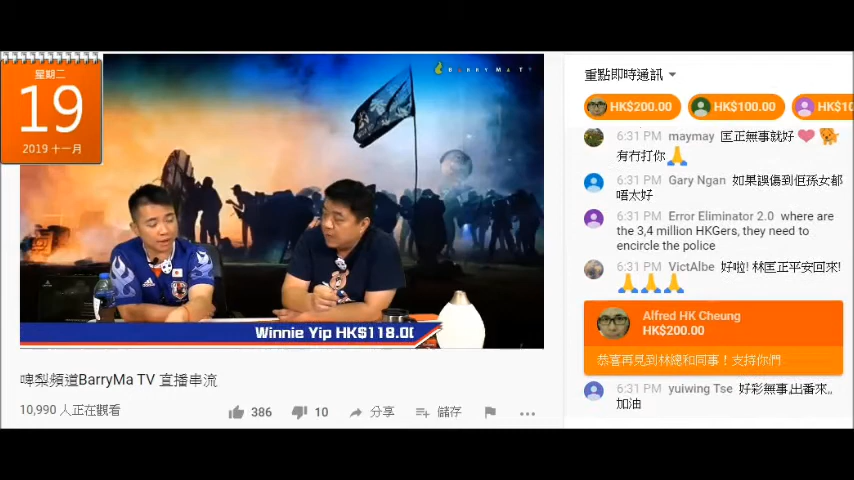 星期二
19
2019 十一月
BARRYMA TV
Winnie Yip HK$118.00
啤梨頻道BarryMa TV 直播串流
10,990 人正在觀看
386
10
分享
儲存
重點即時通訊
HK$200.00
HK$100.00
HK$10
6:31 PM maymay 匡正無事就好❤️
有冇打你🙏
6:31 PM Gary Ngan 如果誤傷到佢孫女都
唔太好
6:31 PM Error Eliminator 2.0 where are
the 3,4 million HKGers, they need to
encircle the police
6:31 PM VictAlbe 好啦! 林匡正平安回來!
🙏🙏🙏
Alfred HK Cheung
HK$200.00
恭喜再見到林總和同事！支持你們
6:31 PM yuiwing Tse 好彩無事,出番來,,
加油